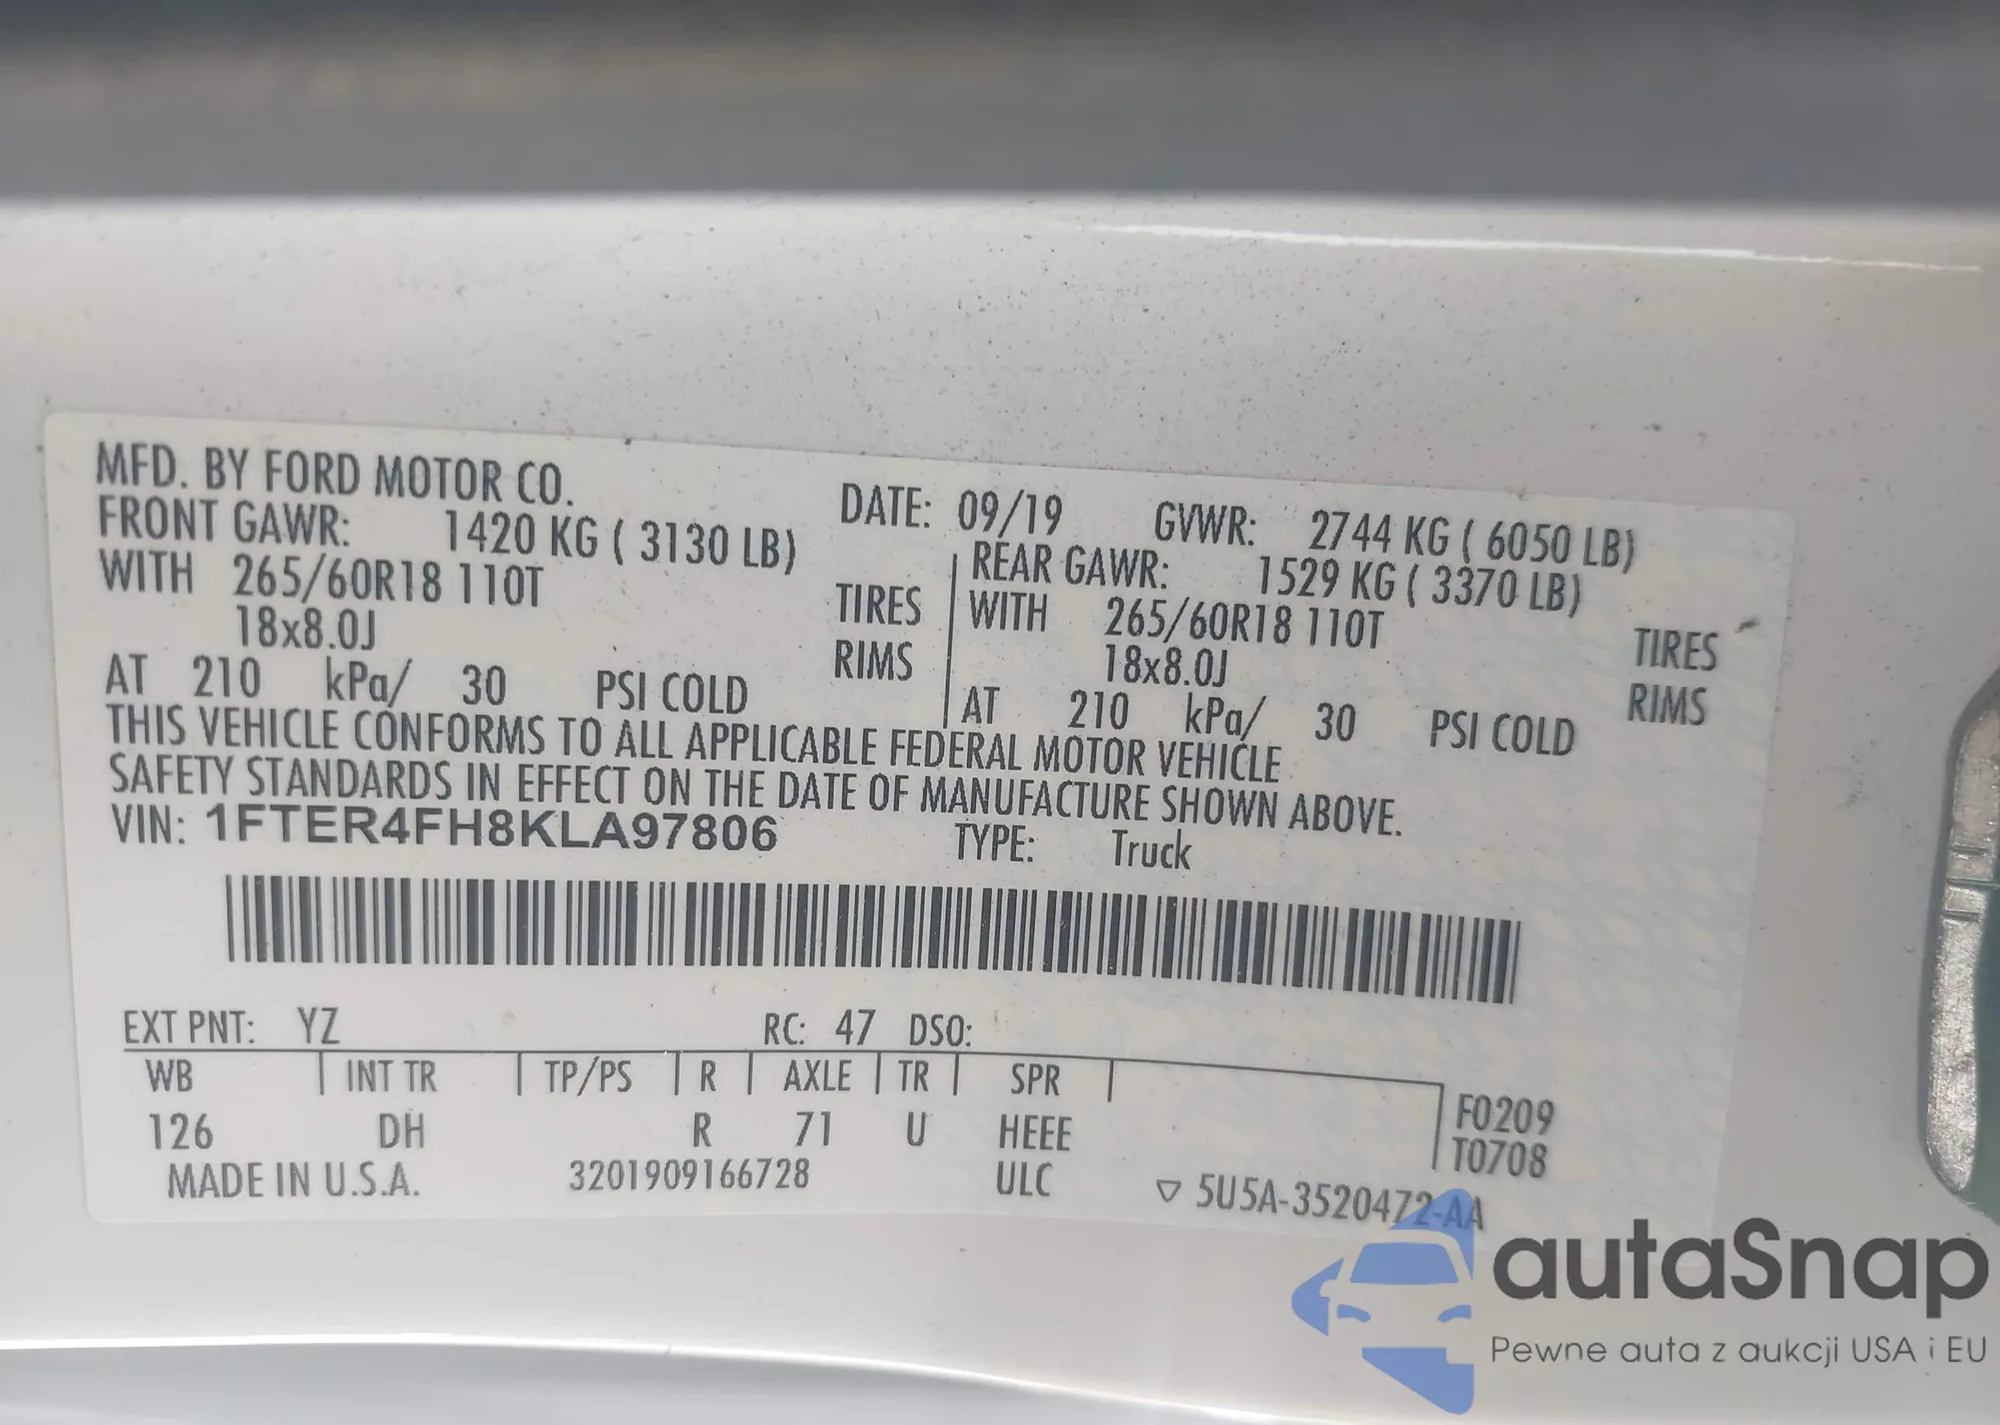 MFD. BY FORD MOTOR CO.
DATE: 09/19 GVWR: 2744 KG ( 6050 LB)
FRONT GAWR: 1420 KG ( 3130 LB) REAR GAWR: 1529 KG ( 3370 LB)
WITH 265/60R18 110T TIRES WITH 265/60R18 110T TIRES
18x8.0J RIMS 18x8.0J RIMS
AT 210 kPa/ 30 PSI COLD AT 210 kPa/ 30 PSI COLD
THIS VEHICLE CONFORMS TO ALL APPLICABLE FEDERAL MOTOR VEHICLE
SAFETY STANDARDS IN EFFECT ON THE DATE OF MANUFACTURE SHOWN ABOVE.
VIN: 1FTER4FH8KLA97806 TYPE: Truck
EXT PNT: YZ RC: 47 DSO:
WB INT TR TP/PS R AXLE TR SPR
126 DH R 71 U HEEE
F0209
T0708
MADE IN U.S.A. 3201909166728 ULC ▽ 5U5A-3520472-AA
autaSnap
Pewne auta z aukcji USA i EU